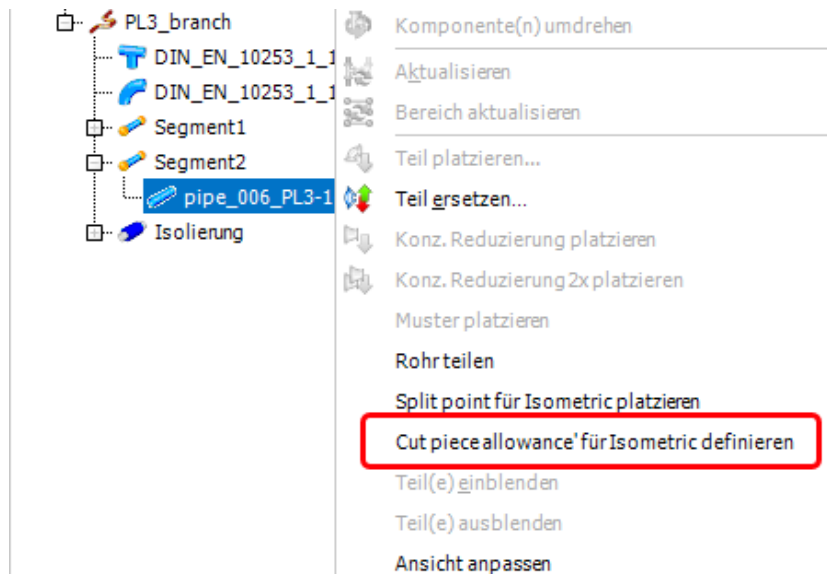 PL3_branch
DIN_EN_10253_1_1
DIN_EN_10253_1_1
Segment1
Segment2
pipe_006_PL3-1
Isolierung
Komponente(n) umdrehen
Aktualisieren
Bereich aktualisieren
Teil platzieren...
Teil ersetzen...
Konz. Reduzierung platzieren
Konz. Reduzierung 2x platzieren
Muster platzieren
Rohr teilen
Split point für Isometric platzieren
Cut piece allowance' für Isometric definieren
Teil(e) einblenden
Teil(e) ausblenden
Ansicht anpassen